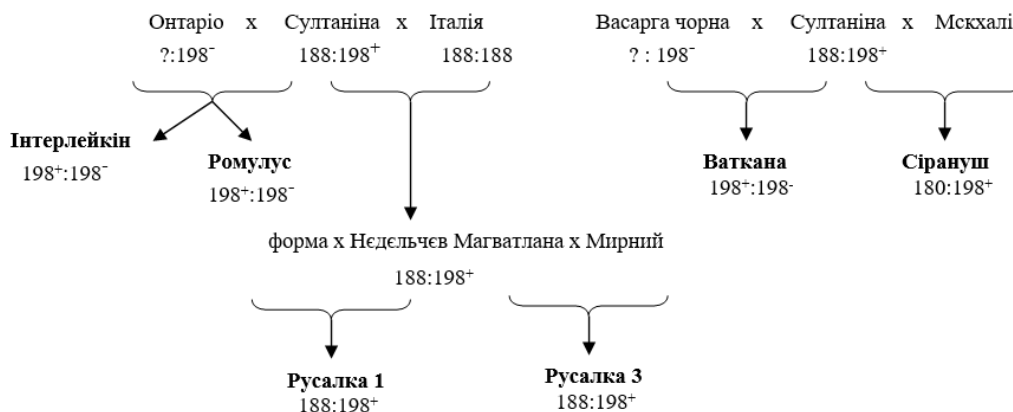 Онтаріо х Султаніна х Італія Васарга чорна х Султаніна х Мскхалі
?:198⁻ 188:198⁺ 188:188 ? : 198⁻ 188:198⁺
Інтерлейкін
198⁺:198⁻
Ромулус
198⁺:198⁻
Ваткана
198⁺:198⁻
Сірануш
180:198⁺
форма х Нєдєльчєв Магватлана х Мирний
188:198⁺
Русалка 1
188:198⁺
Русалка 3
188:198⁺